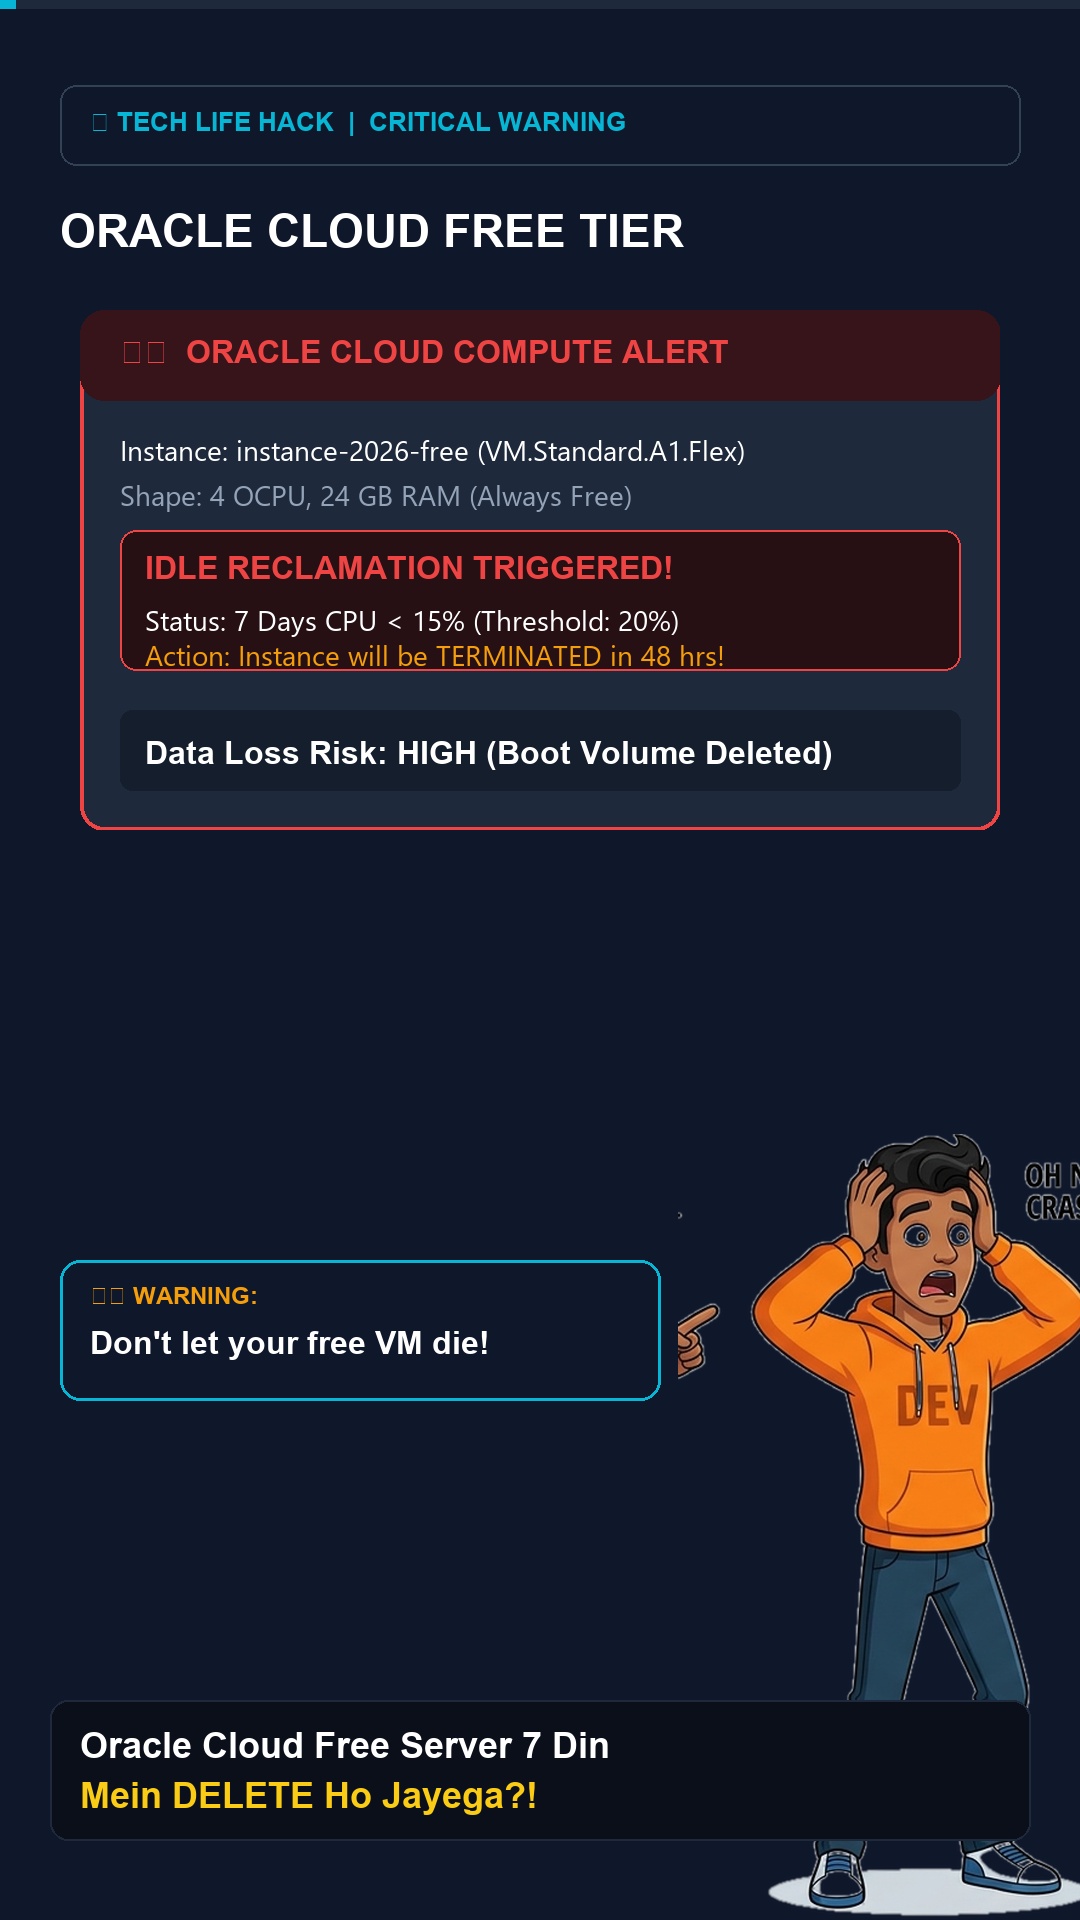 TECH LIFE HACK | CRITICAL WARNING
ORACLE CLOUD FREE TIER
ORACLE CLOUD COMPUTE ALERT
Instance: instance-2026-free (VM.Standard.A1.Flex)
Shape: 4 OCPU, 24 GB RAM (Always Free)
IDLE RECLAMATION TRIGGERED!
Status: 7 Days CPU < 15% (Threshold: 20%)
Action: Instance will be TERMINATED in 48 hrs!
Data Loss Risk: HIGH (Boot Volume Deleted)
OH
WARNING:
Don't let your free VM die!
DEV
Oracle Cloud Free Server 7 Din
Mein DELETE Ho Jayega?!